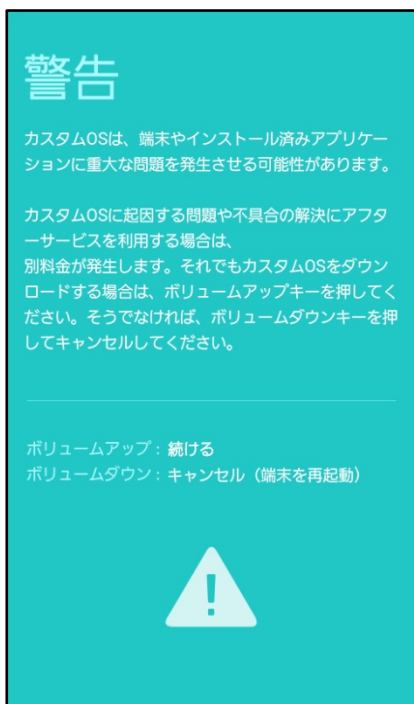 警告
カスタムOSは、端末やインストール済みアプリケー
ションに重大な問題を発生させる可能性があります。
カスタムOSに起因する問題や不具合の解決にアフタ
ーサービスを利用する場合は、
別料金が発生します。それでもカスタムOSをダウン
ロードする場合は、ボリュームアップキーを押してく
ださい。そうでなければ、ボリュームダウンキーを押
してキャンセルしてください。
ボリュームアップ : 続ける
ボリュームダウン : キャンセル（端末を再起動）